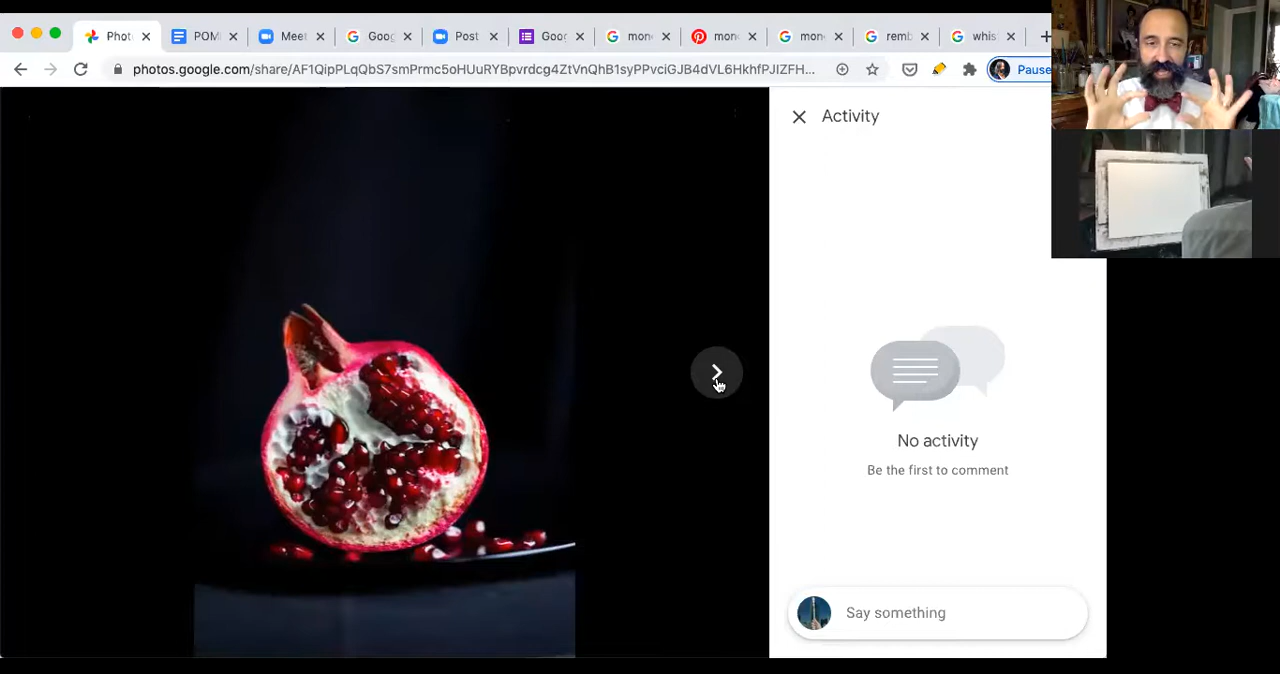 Phot
POM
Meet
Goog
Post
Goog
mon
mon
mon
remb
whis
photos.google.com/share/AF1QipPLgQbS7smPrmc5oHUuRYBpvrdcg4ZtVnQhB1syPPvciGJB4dVL6HkhfPJIZFH...
Pause
Activity
No activity
Be the first to comment
Say something